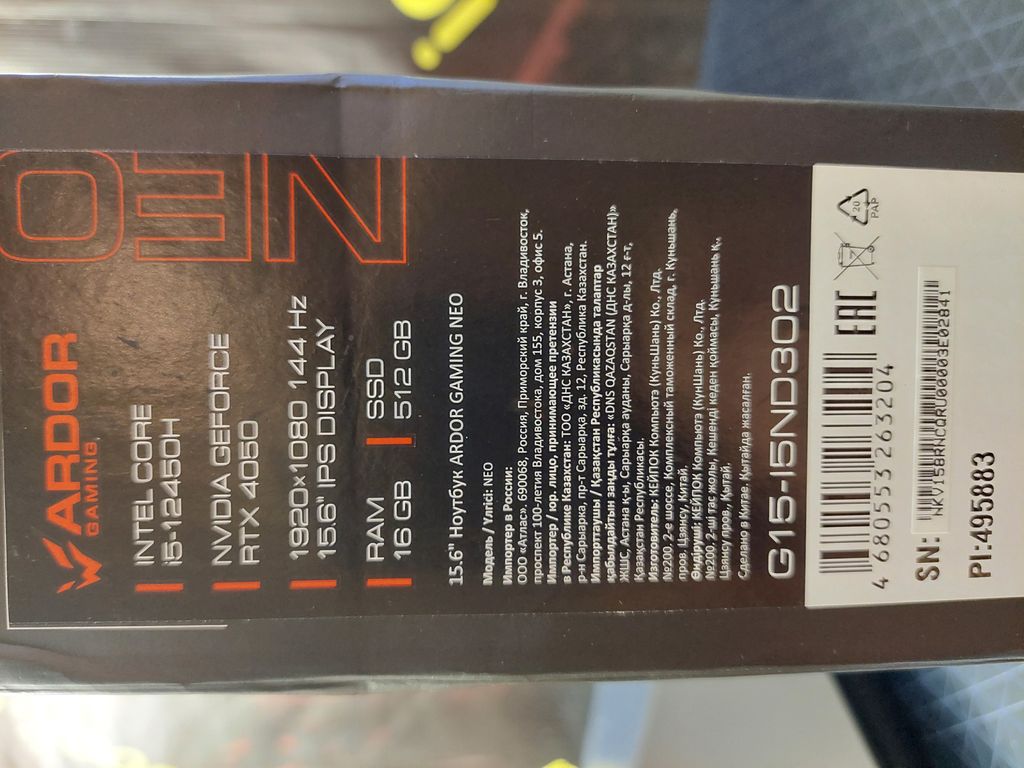 ARDOR
GAMING
NEO
INTEL CORE
i5-12450H
NVIDIA GEFORCE
RTX 4050
1920×1080 144 Hz
15.6" IPS DISPLAY
RAM
16 GB
SSD
512 GB
15.6" Ноутбук ARDOR GAMING NEO
Модель / Үлгісі: NEO
Импортер в России:
ООО «Атлас», 690068, Россия, Приморский край, г. Владивосток,
проспект 100-летия Владивостока, дом 155, корпус 3, офис 5.
Импортер / юр. лицо, принимающее претензии
в Республике Казахстан: ТОО «ДНС КАЗАХСТАН», г. Астана,
р-н Сарыарка, пр-т Сарыарка, зд. 12, Республика Казахстан.
Импорттаушы / Қазақстан Республикасында талаптар
қабылдайтын заңды тұлға: «DNS QAZAQSTAN (ДНС КАЗАХСТАН)»
ЖШС, Астана қ-ы, Сарыарқа ауданы, Сарыарқа д-лы, 12 ғ-т,
Қазақстан Республикасы.
Изготовитель: КЕЙПОК Компьютэ (КуньШань) Ко., Лтд.
№200, 2-е шоссе, Комплексный таможенный склад, г. Куньшань,
пров. Цзянсу, Китай.
Өндіруші: КЕЙПОК Компьютэ (КуньШань) Ко., Лтд.
№200, 2-ші тас жолы, Кешенді кеден қоймасы, Куньшань қ.,
Цзянсу пров., Қытай.
Сделано в Китае. Қытайда жасалған.
G15-I5ND302
4 680553 263204
EAC
20
PAP
SN:
NKV15BRNCQRU00003E02841
PI:495883